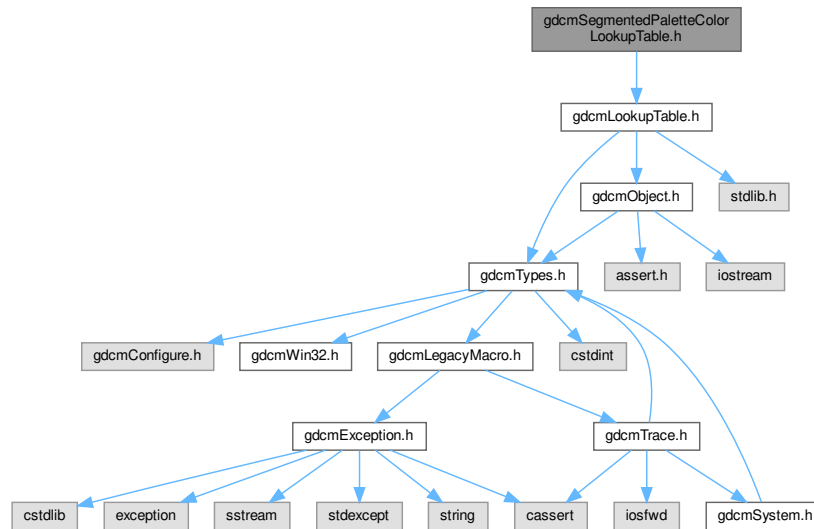 gdcmSegmentedPaletteColor
LookupTable.h
gdcmLookupTable.h
gdcmObject.h
stdlib.h
gdcmTypes.h
assert.h
iostream
gdcmConfigure.h
gdcmWin32.h
gdcmLegacyMacro.h
cstdint
gdcmException.h
gdcmTrace.h
cstdlib
exception
sstream
stdexcept
string
cassert
iosfwd
gdcmSystem.h